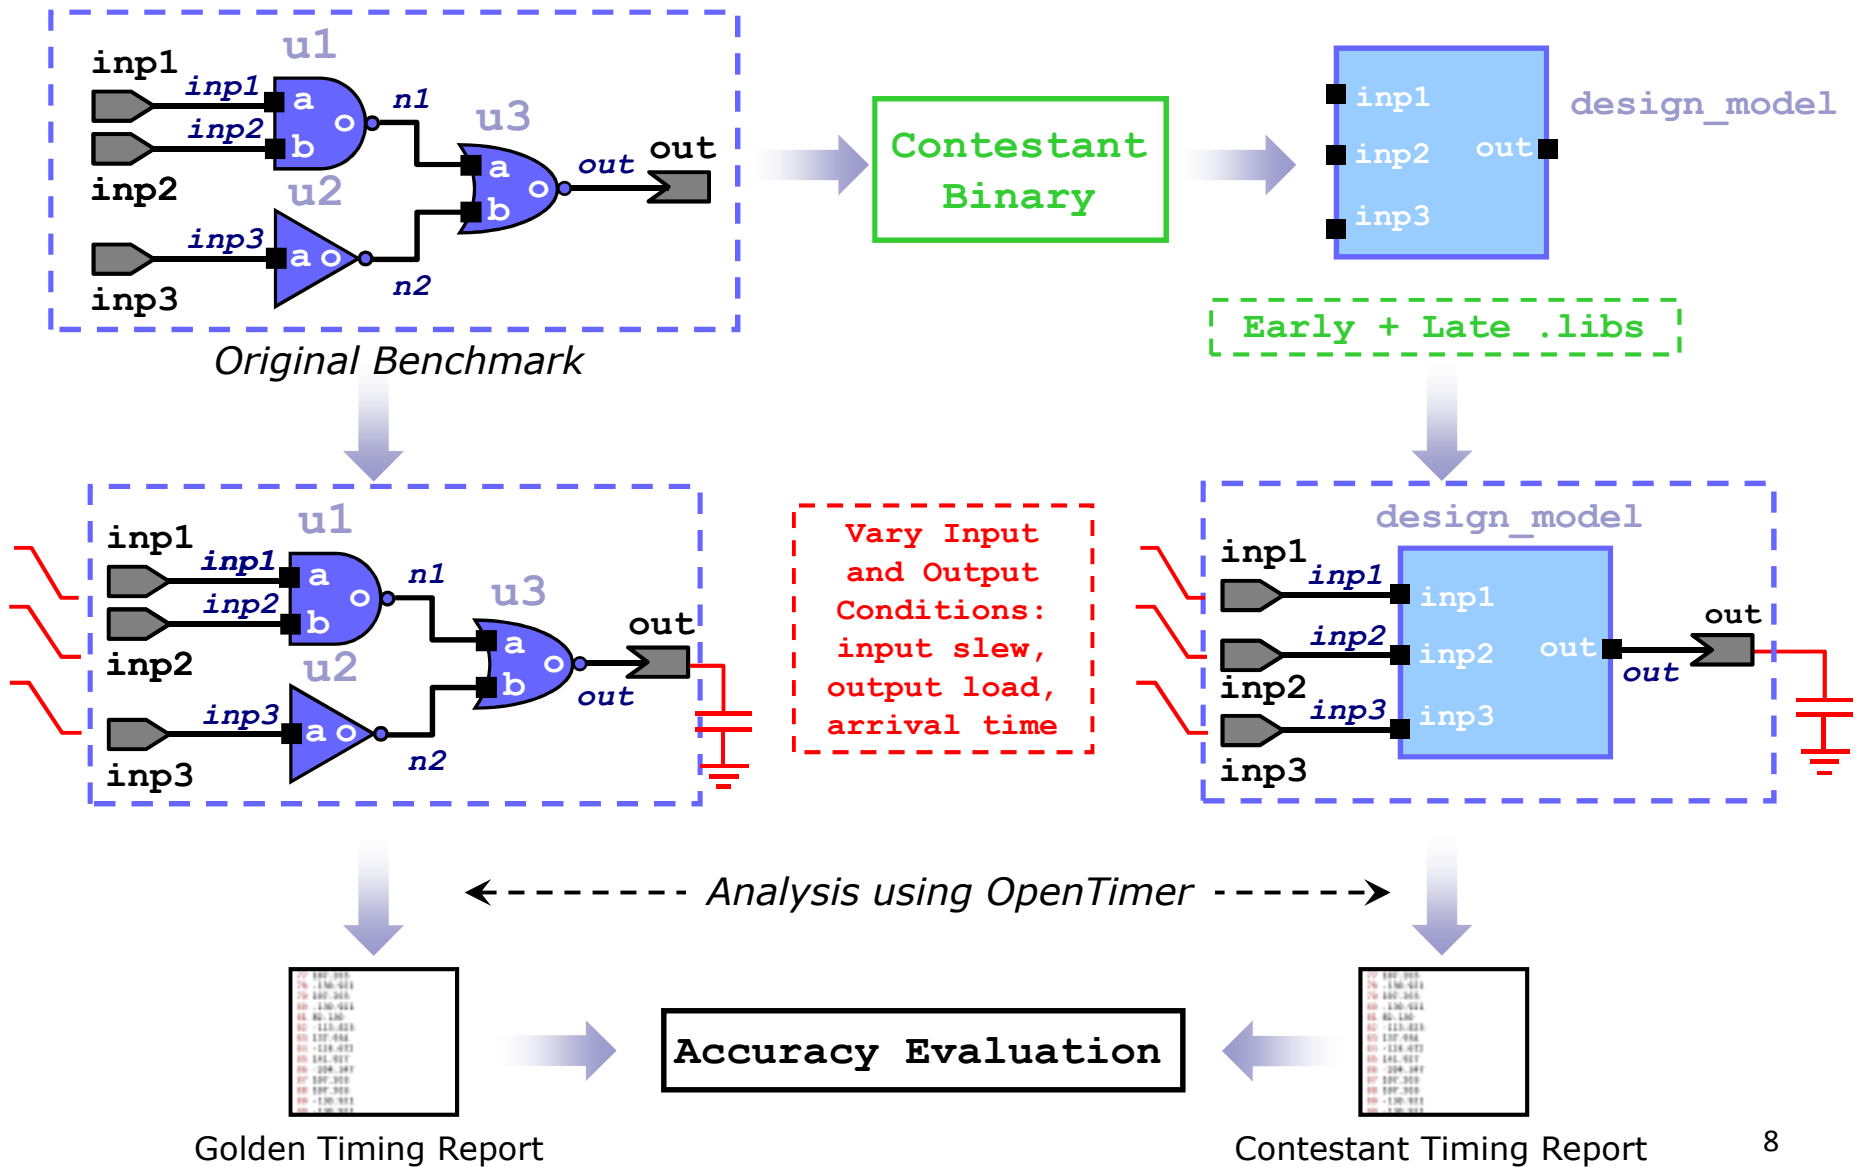 u1
inp1
inp1
a
n1
o
inp2
b
inp2
u2
u3
a
out
out
o
b
inp3
a o
inp3
n2
Original Benchmark
Contestant
Binary
inp1
inp2
out
inp3
design_model
Early + Late .libs
u1
inp1
inp1
a
n1
o
inp2
b
inp2
u2
u3
a
out
o
b
out
inp3
a o
inp3
n2
Vary Input
and Output
Conditions:
input slew,
output load,
arrival time
design_model
inp1
inp1
inp1
inp2
inp2
out
out
out
inp2
inp3
inp3
inp3
Analysis using OpenTimer
Accuracy Evaluation
Golden Timing Report
Contestant Timing Report
8